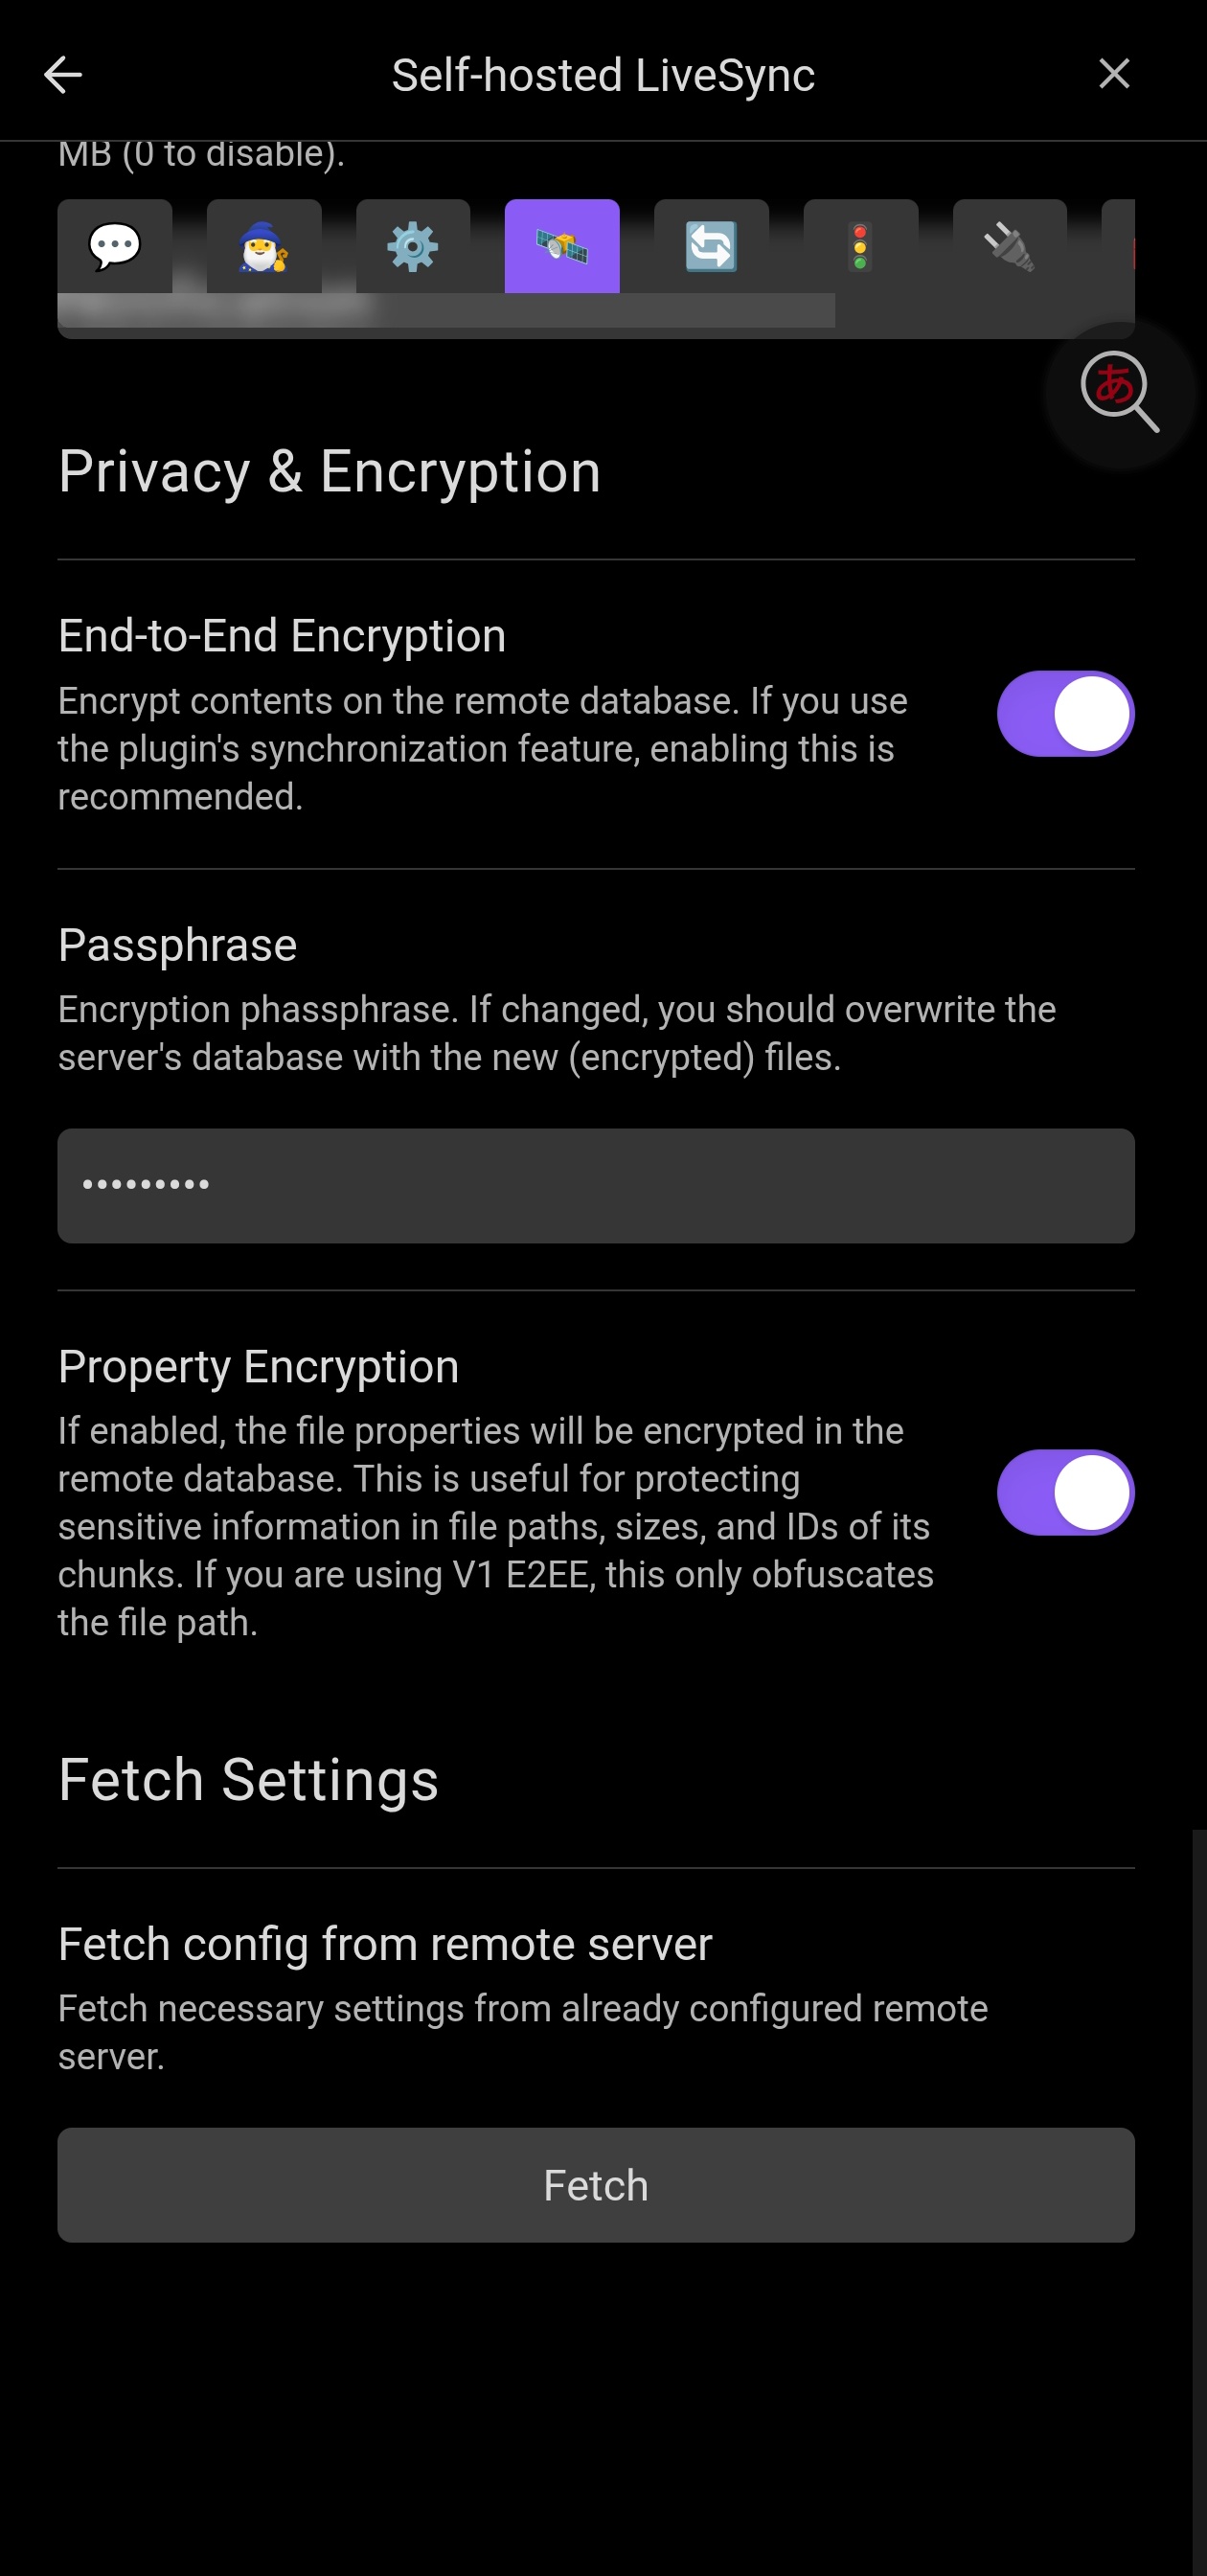 Self-hosted LiveSync
MB (0 to disable).
あ
Privacy & Encryption
End-to-End Encryption
Encrypt contents on the remote database. If you use
the plugin's synchronization feature, enabling this is
recommended.
Passphrase
Encryption phassphrase. If changed, you should overwrite the
server's database with the new (encrypted) files.
•••••••••
Property Encryption
If enabled, the file properties will be encrypted in the
remote database. This is useful for protecting
sensitive information in file paths, sizes, and IDs of its
chunks. If you are using V1 E2EE, this only obfuscates
the file path.
Fetch Settings
Fetch config from remote server
Fetch necessary settings from already configured remote
server.
Fetch